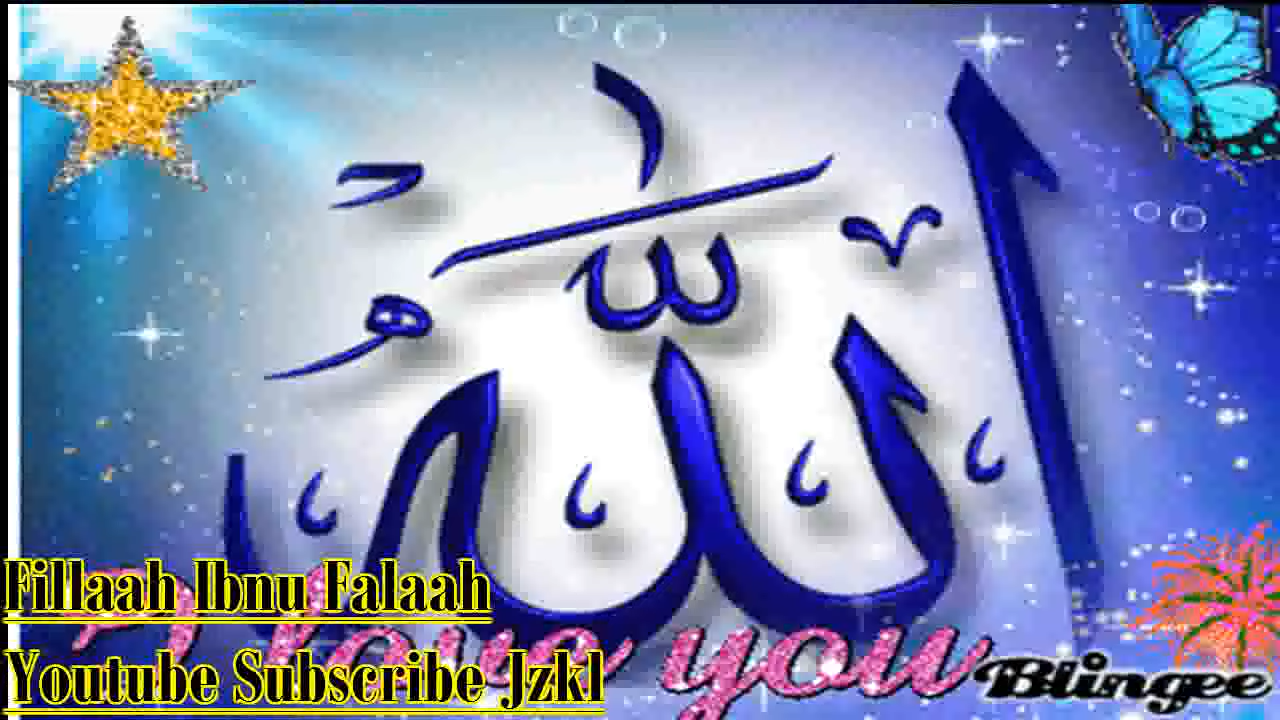 الله
Fillaah Ibnu Falaah
I love you
Youtube Subscribe Jzkl
Blingee